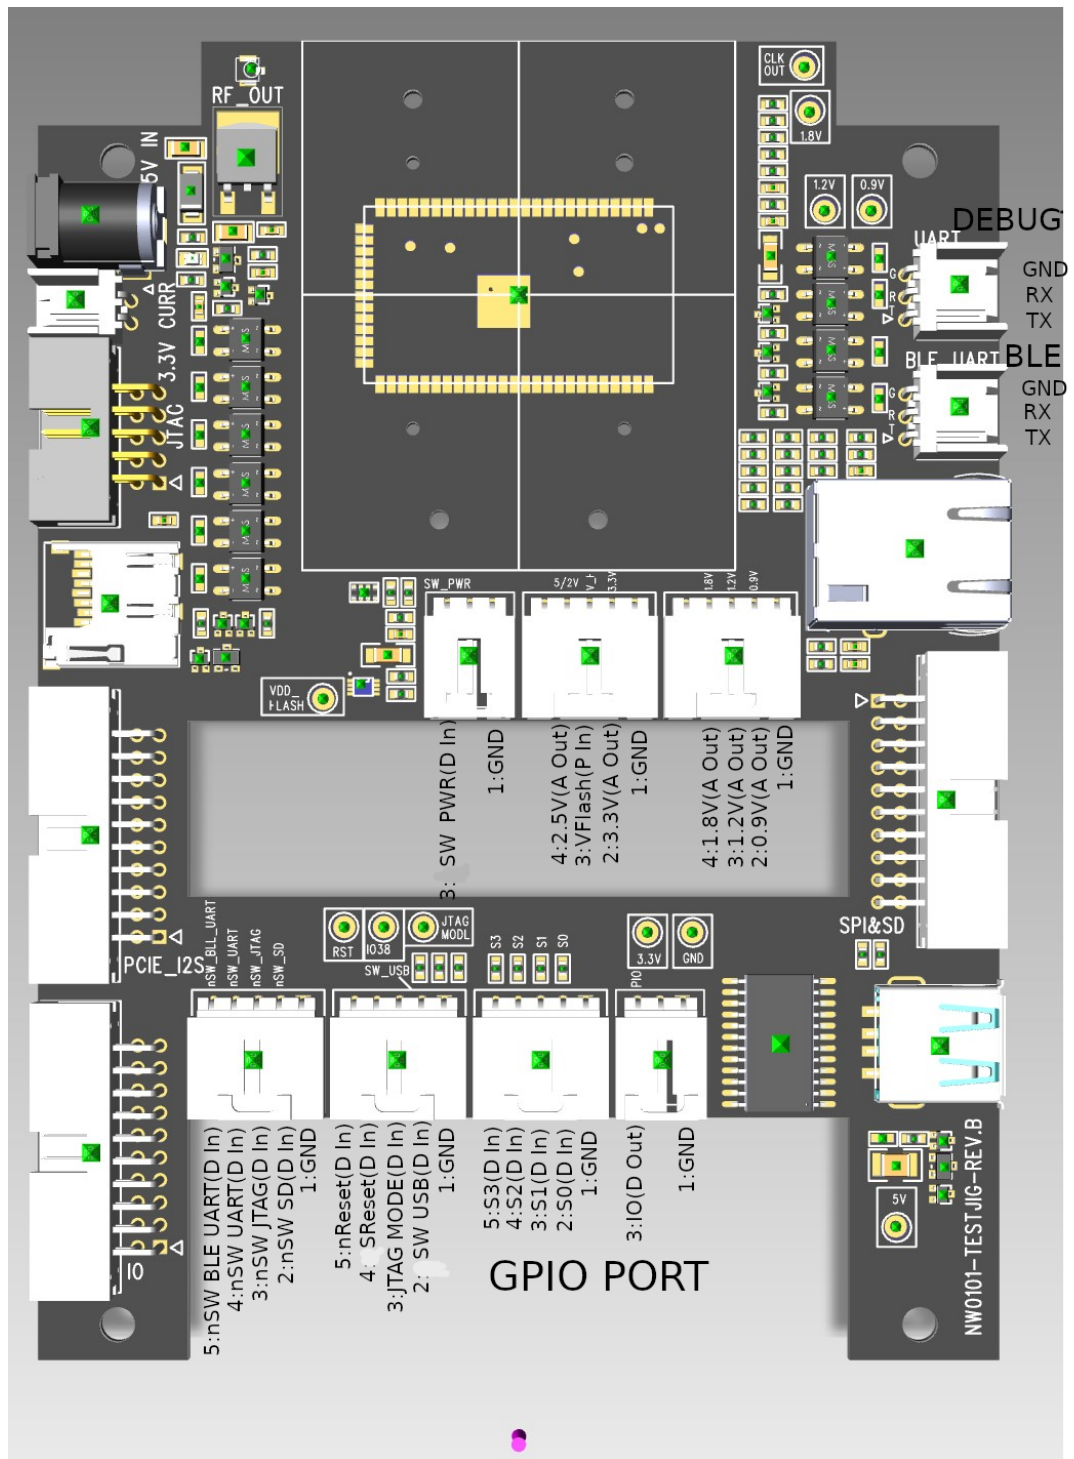 CLK
OUT
RF_OUT
1.8V
5V IN
1.2V
0.9V
DEBUG
UART
GND
G
RX
R
TX
T
3.3V CURR
BLE_UART
BLE
GND
G
RX
R
TX
T
JTAG
SW_PWR
5/2V
3.3V
1.8V
1.2V
0.9V
VDD_
FLASH
3: SW PWR(D In)
1:GND
4:2.5V(A Out)
3:VFlash(P In)
2:3.3V(A Out)
1:GND
4:1.8V(A Out)
3:1.2V(A Out)
2:0.9V(A Out)
1:GND
SPI&SD
PCIE_I2S
nSW_BLL_UART
nSW_UART
nSW_JTAG
nSW_SD
RST
IO38
JTAG
MODL
SW_USB
S3
S2
S1
S0
3.3V
GND
PIO
5:nSW BLE UART(D In)
4:nSW UART(D In)
3:nSW JTAG(D In)
2:nSW SD(D In)
1:GND
5:nReset(D In)
4: SReset(D In)
3:JTAG MODE(D In)
2: SW USB(D In)
1:GND
5:S3(D In)
4:S2(D In)
3:S1(D In)
2:S0(D In)
1:GND
3:IO(D Out)
1:GND
GPIO PORT
IO
5V
NW0101-TESTJIG-REV.B